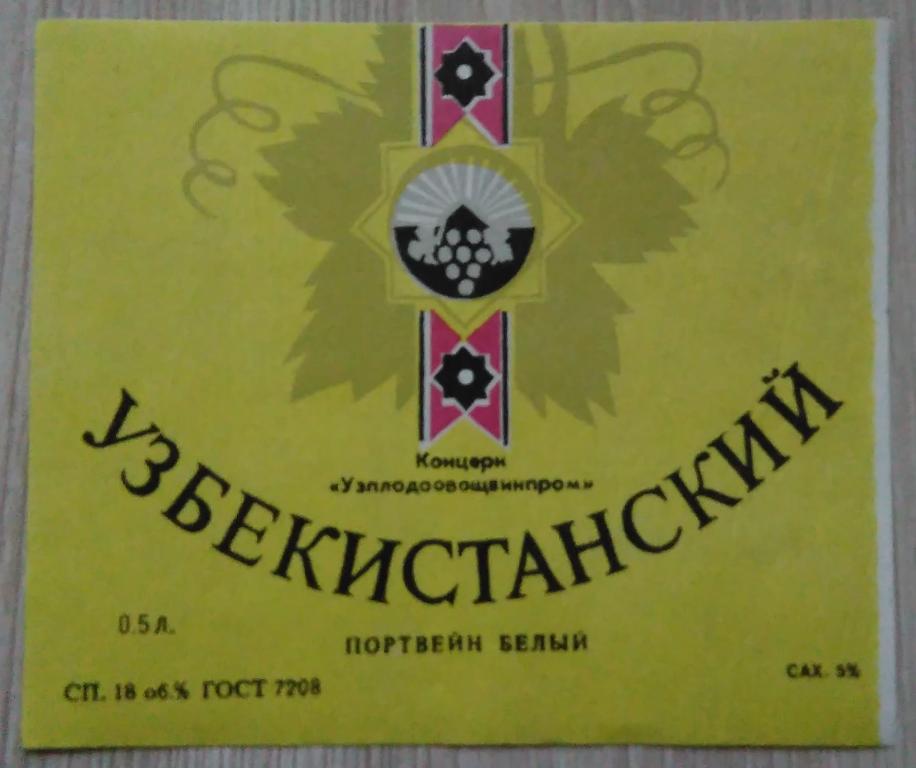 Концерн
«Узплодоовощвинпром»
УЗБЕКИСТАНСКИЙ
0.5 Л.
ПОРТВЕЙН БЕЛЫЙ
САХ. 5%
СП. 18 об.% ГОСТ 7208